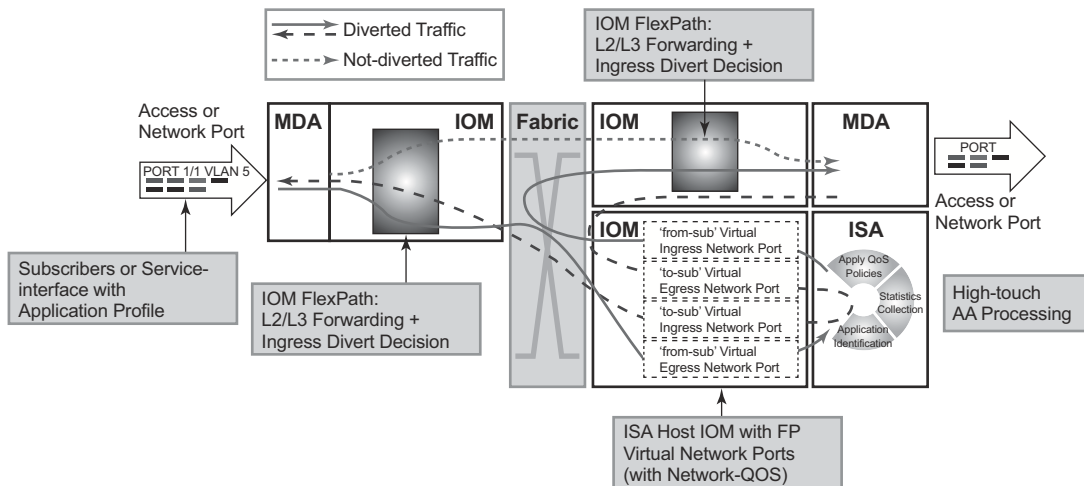 Diverted Traffic
Not-diverted Traffic
IOM FlexPath:
L2/L3 Forwarding +
Ingress Divert Decision
Access or
Network Port
PORT 1/1 VLAN 5
MDA
IOM
Fabric
IOM
MDA
PORT
Access or
Network Port
Subscribers or Service-
interface with
Application Profile
IOM FlexPath:
L2/L3 Forwarding +
Ingress Divert Decision
IOM
'from-sub' Virtual
Ingress Network Port
'to-sub' Virtual
Egress Network Port
'to-sub' Virtual
Ingress Network Port
'from-sub' Virtual
Egress Network Port
ISA
Apply QoS
Policies
Statistics
Collection
Application
Identification
High-touch
AA Processing
ISA Host IOM with FP
Virtual Network Ports
(with Network-QOS)